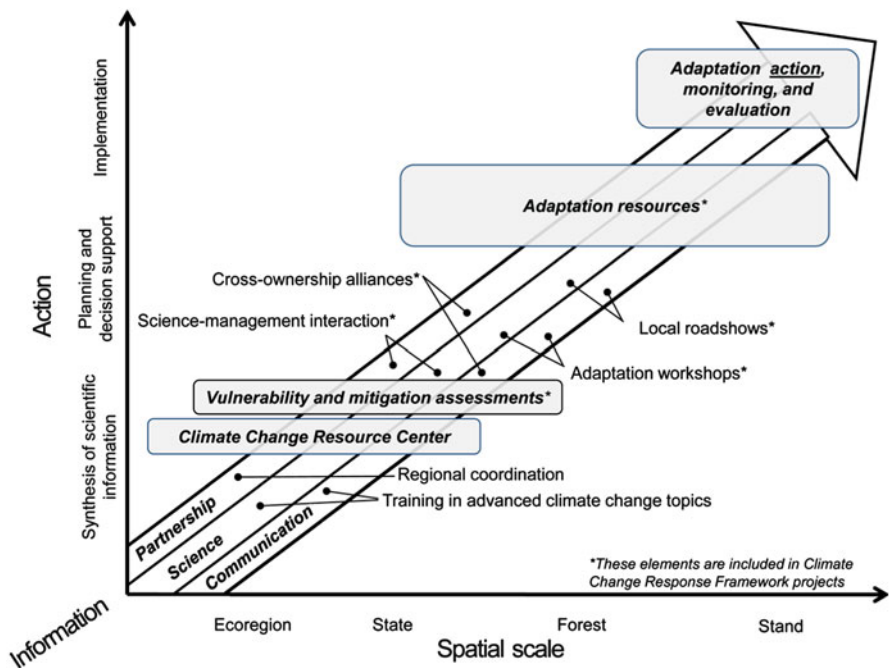 Adaptation action,
monitoring, and
evaluation
Implementation
Adaptation resources*
Planning and
decision support
Action
Cross-ownership alliances*
Science-management interaction*
Local roadshows*
Adaptation workshops*
Vulnerability and mitigation assessments*
Climate Change Resource Center
Synthesis of scientific
information
Regional coordination
Training in advanced climate change topics
Partnership
Science
Communication
*These elements are included in Climate
Change Response Framework projects
Information
Ecoregion
State
Forest
Stand
Spatial scale